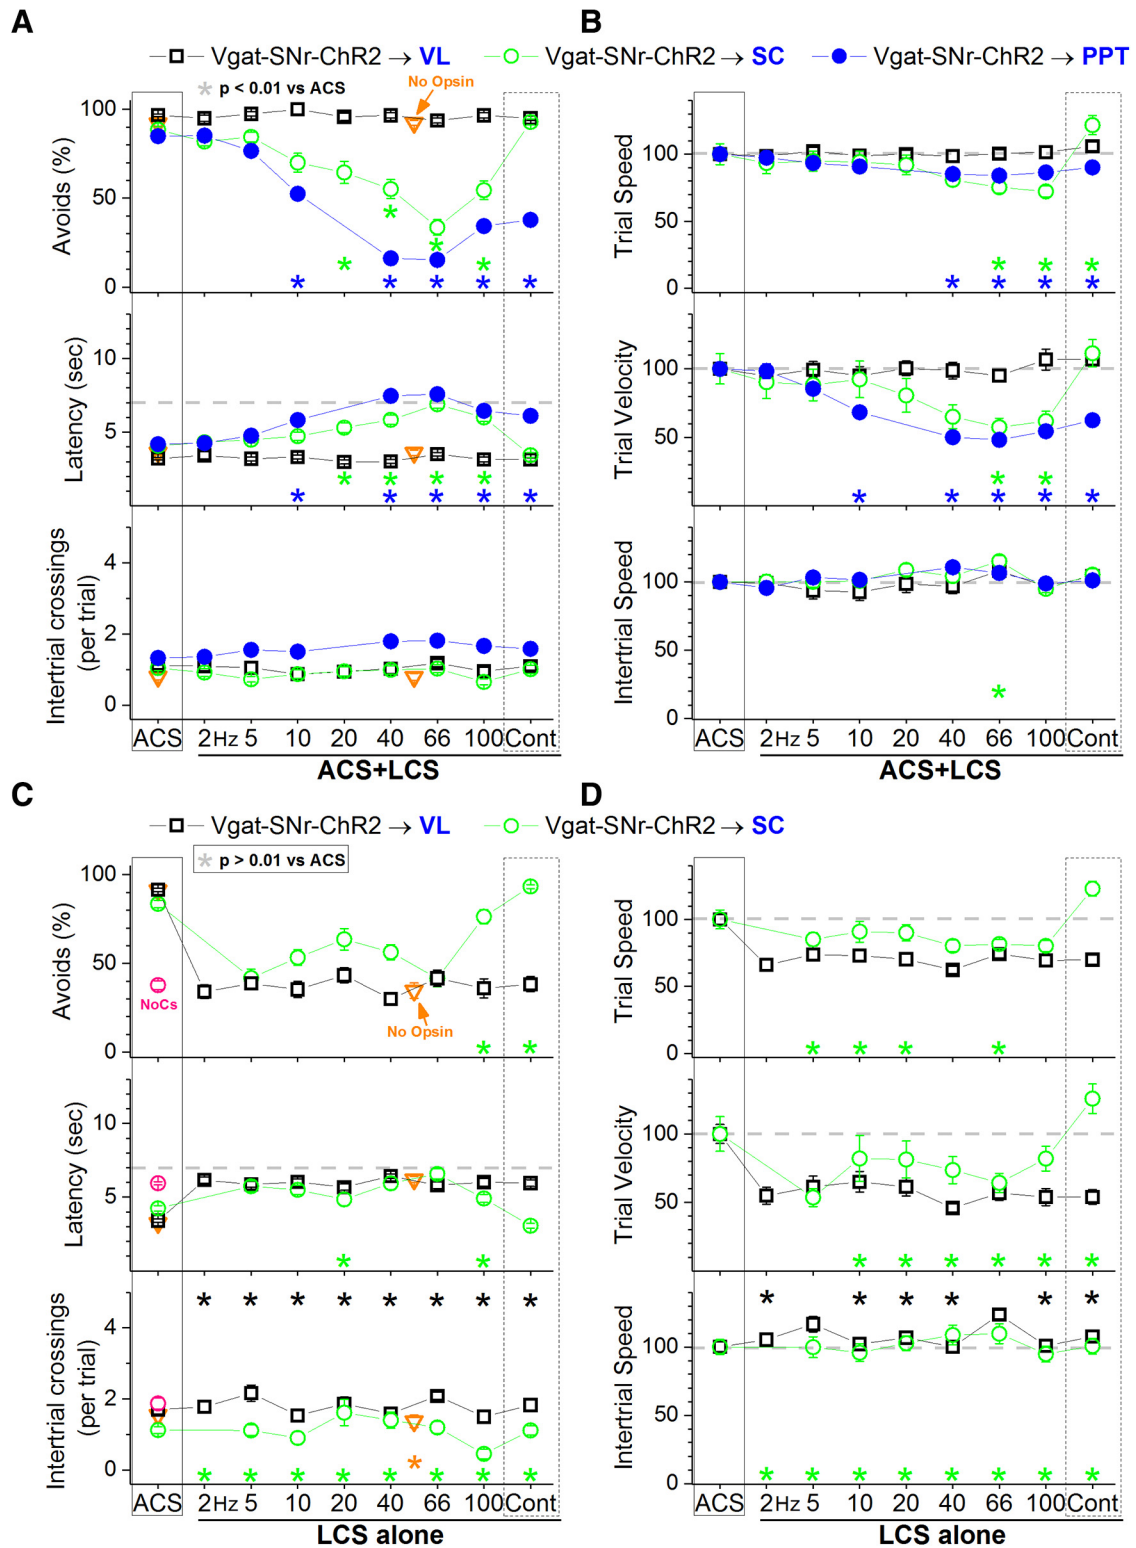 A
B
Vgat-SNr-ChR2 → VL
Vgat-SNr-ChR2 → SC
Vgat-SNr-ChR2 → PPT
* p < 0.01 vs ACS
No Opsin
Avoids (%)
100
50
0
* * * * * * * * *
Trial Speed
100
50
0
* * * * * * *
Latency (sec)
10
5
* * * * * * * * *
Trial Velocity
100
50
* * * * * * *
Intertrial crossings
(per trial)
4
2
0
Intertrial Speed
100
50
0
*
ACS 2Hz 5 10 20 40 66 100 Cont
ACS+LCS
ACS 2Hz 5 10 20 40 66 100 Cont
ACS+LCS
C
D
Vgat-SNr-ChR2 → VL
Vgat-SNr-ChR2 → SC
* p > 0.01 vs ACS
Avoids (%)
100
50
0
NoCs
No Opsin
* *
Trial Speed
100
50
0
* * * *
Latency (sec)
10
5
* *
Trial Velocity
100
50
* * * * * *
Intertrial crossings
(per trial)
4
2
0
* * * * * * * *
*
* * * * * * * *
Intertrial Speed
100
50
0
* * * * * *
* * * * * * * *
ACS 2Hz 5 10 20 40 66 100 Cont
LCS alone
ACS 2Hz 5 10 20 40 66 100 Cont
LCS alone